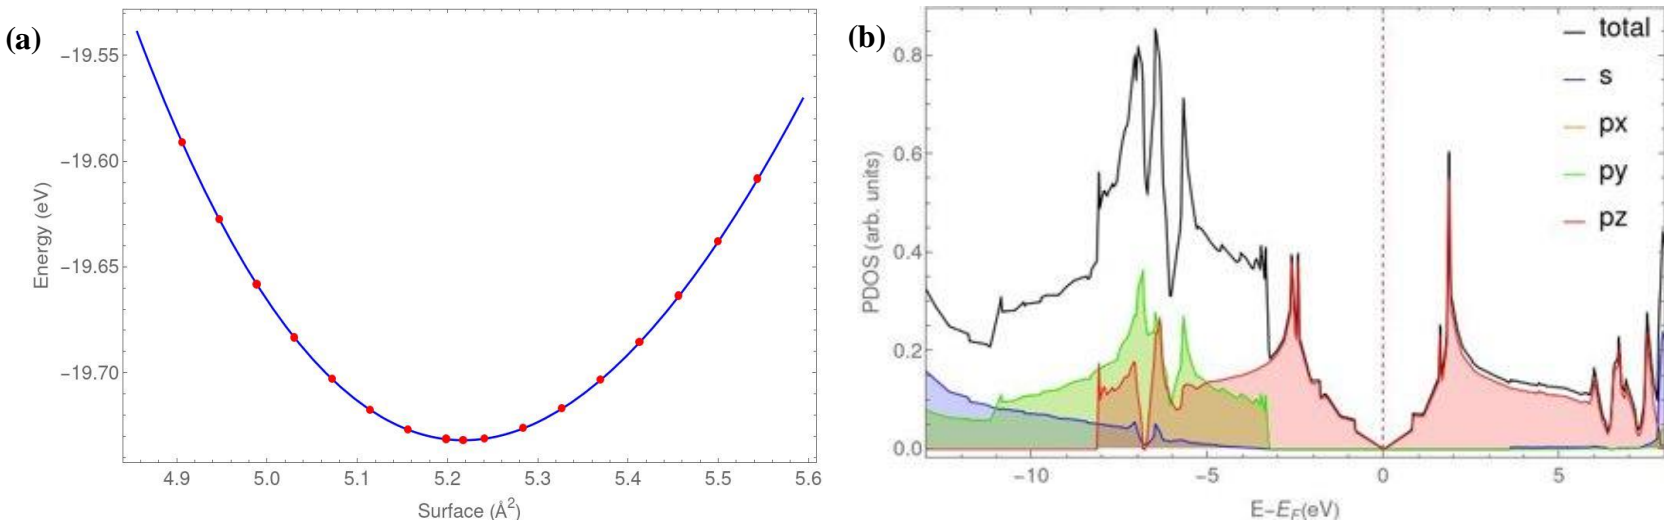 (a)
−19.55
−19.60
−19.65
−19.70
Energy (eV)
4.9 5.0 5.1 5.2 5.3 5.4 5.5 5.6
Surface (Å²)
(b)
0.8
0.6
0.4
0.2
0.0
PDOS (arb. units)
total
s
px
py
pz
−10 −5 0 5
E−E_F(eV)